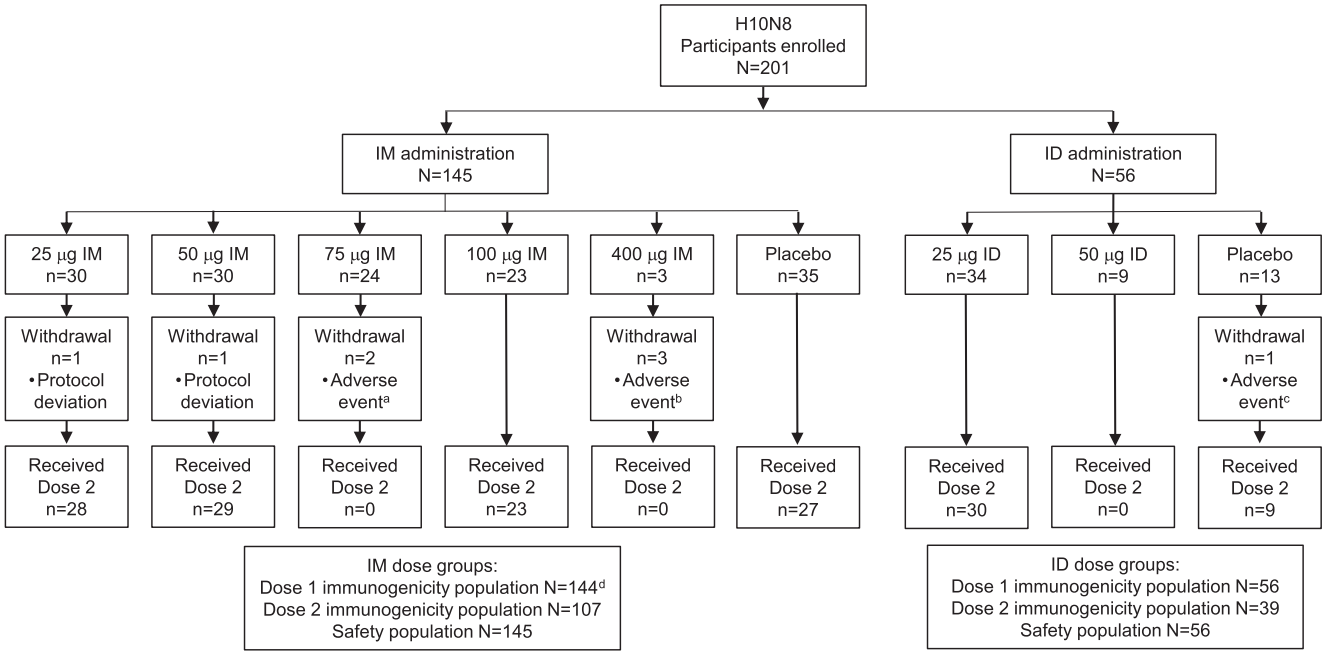 H10N8
Participants enrolled
N=201
IM administration
N=145
ID administration
N=56
25 μg IM
n=30
50 μg IM
n=30
75 μg IM
n=24
100 μg IM
n=23
400 μg IM
n=3
Placebo
n=35
25 μg ID
n=34
50 μg ID
n=9
Placebo
n=13
Withdrawal
n=1
•Protocol
deviation
Withdrawal
n=1
•Protocol
deviation
Withdrawal
n=2
•Adverse
eventᵃ
Withdrawal
n=3
•Adverse
eventᵇ
Withdrawal
n=1
•Adverse
eventᶜ
Received
Dose 2
n=28
Received
Dose 2
n=29
Received
Dose 2
n=0
Received
Dose 2
n=23
Received
Dose 2
n=0
Received
Dose 2
n=27
Received
Dose 2
n=30
Received
Dose 2
n=0
Received
Dose 2
n=9
IM dose groups:
Dose 1 immunogenicity population N=144ᵈ
Dose 2 immunogenicity population N=107
Safety population N=145
ID dose groups:
Dose 1 immunogenicity population N=56
Dose 2 immunogenicity population N=39
Safety population N=56